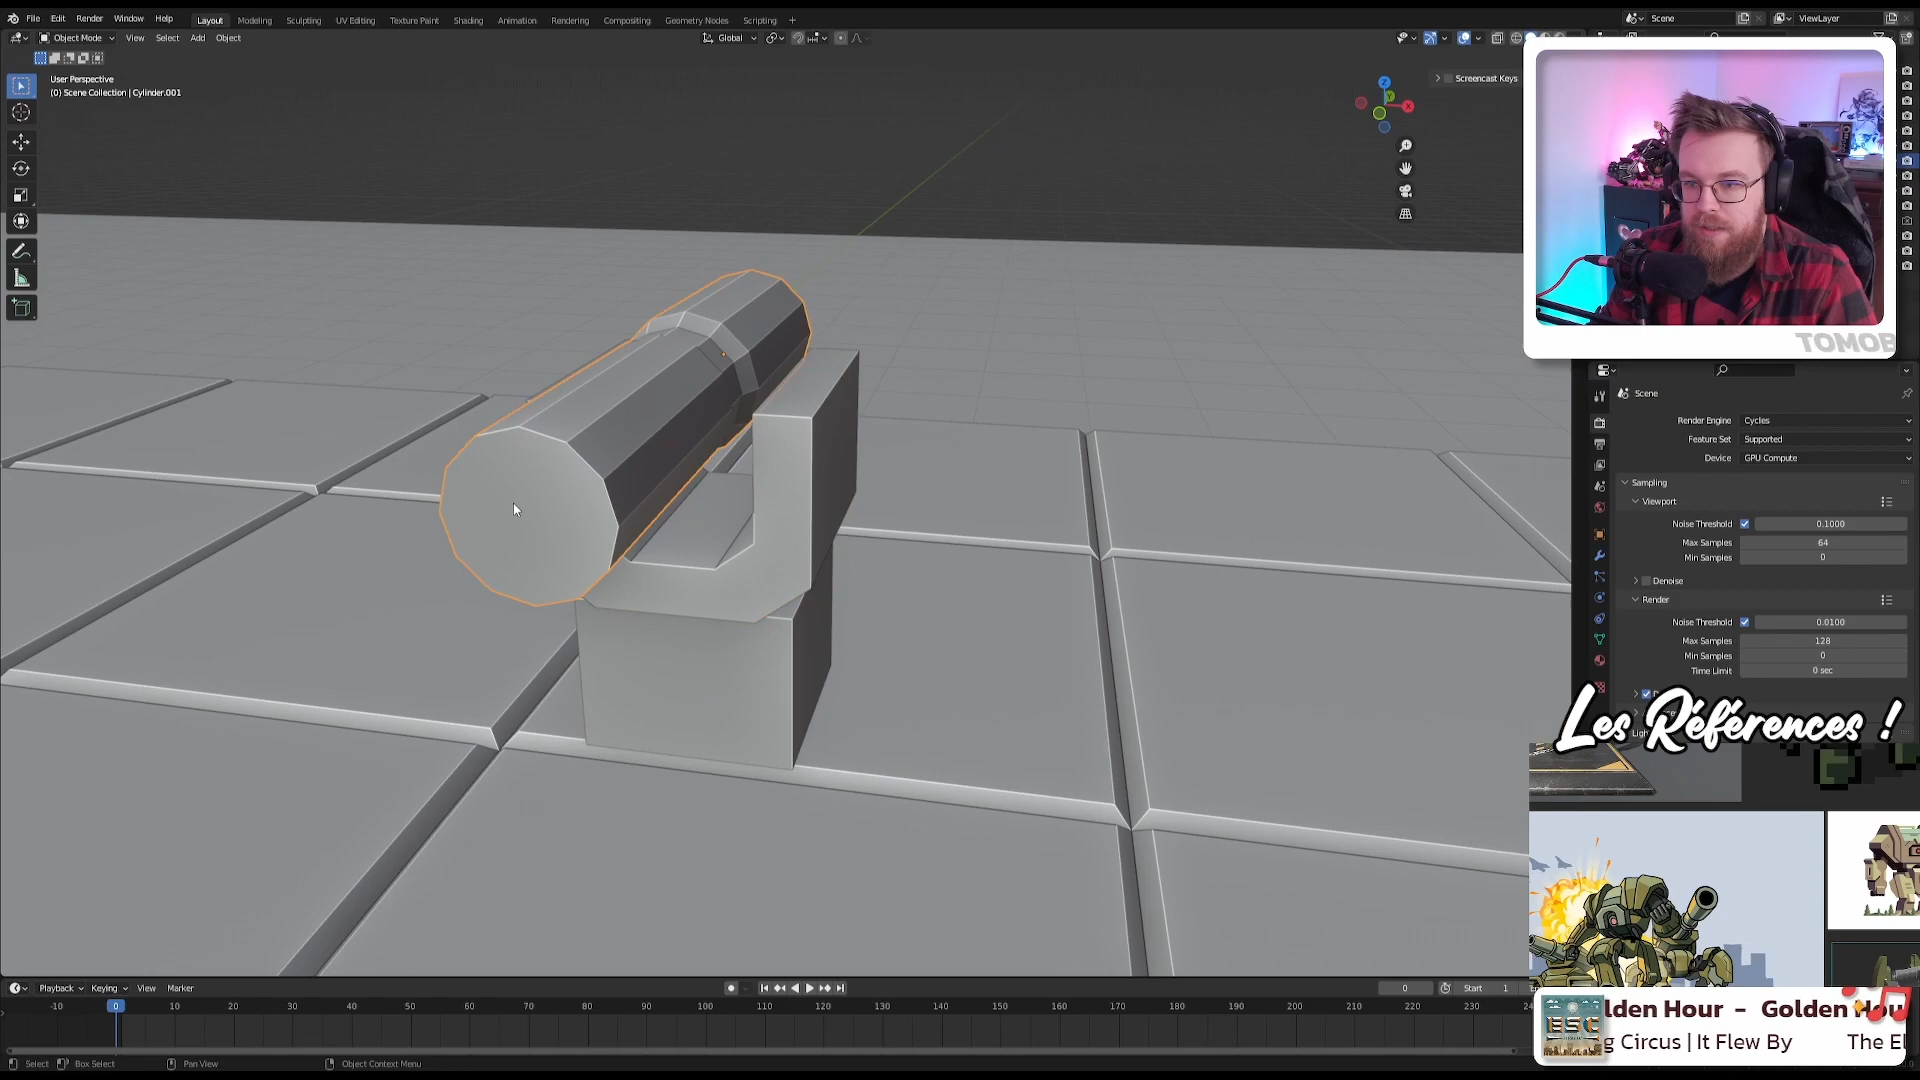 File Edit Render Window Help Layout Modeling Sculpting UV Editing Texture Paint Shading Animation Rendering Compositing Geometry Nodes Scripting + Scene ViewLayer
Object Mode View Select Add Object Global
User Perspective
(0) Scene Collection | Cylinder.001
Screencast Keys
Z
Y
X
TOMOB
Scene
Render Engine Cycles
Feature Set Supported
Device GPU Compute
Sampling
Viewport
Noise Threshold 0.1000
Max Samples 64
Min Samples 0
Denoise
Render
Noise Threshold 0.0100
Max Samples 128
Min Samples 0
Time Limit 0 sec
Les Références !
Playback Keying View Marker 0 Start 1
-10 0 10 20 30 40 50 60 70 80 90 100 110 120 130 140 150 160 170 180 190 200 210 220 230
lden Hour - Golden Hou
g Circus | It Flew By The El
Select Box Select Pan View Object Context Menu